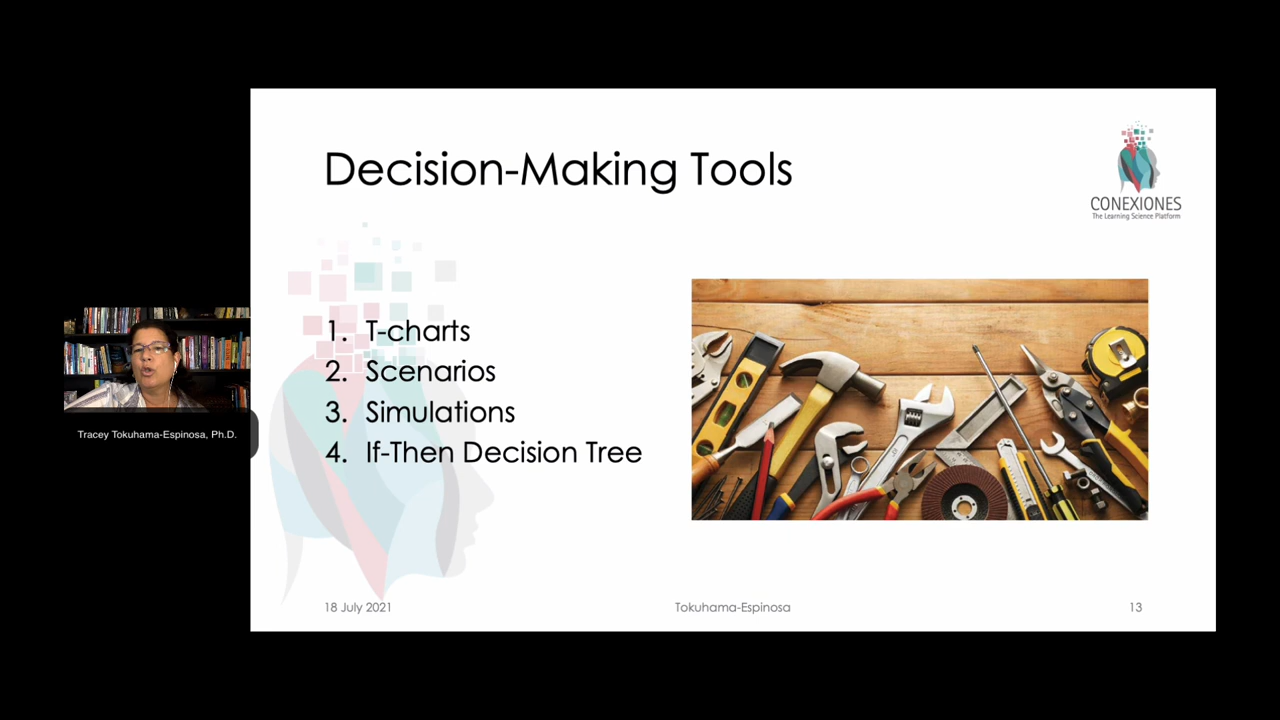 Decision-Making Tools
CONEXIONES
The Learning Science Platform
1. T-charts
2. Scenarios
3. Simulations
4. If-Then Decision Tree
Tracey Tokuhama-Espinosa, Ph.D.
18 July 2021
Tokuhama-Espinosa
13